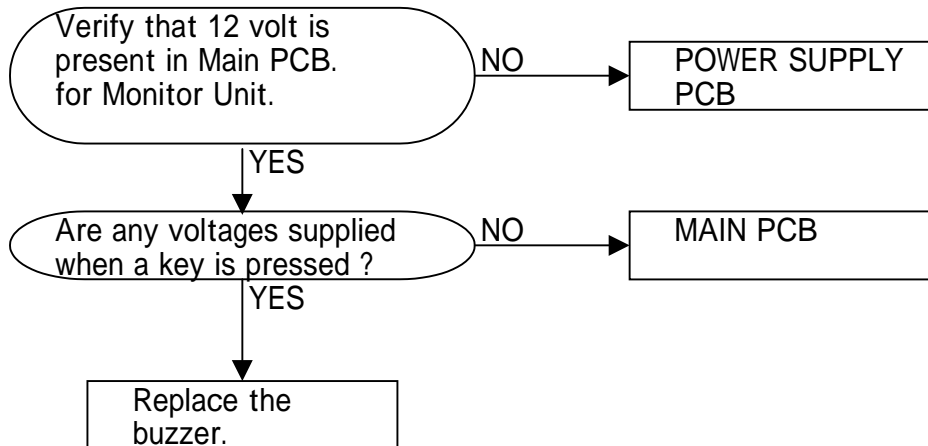 Verify that 12 volt is
present in Main PCB.
for Monitor Unit.
NO
POWER SUPPLY
PCB
YES
Are any voltages supplied
when a key is pressed ?
NO
MAIN PCB
YES
Replace the
buzzer.